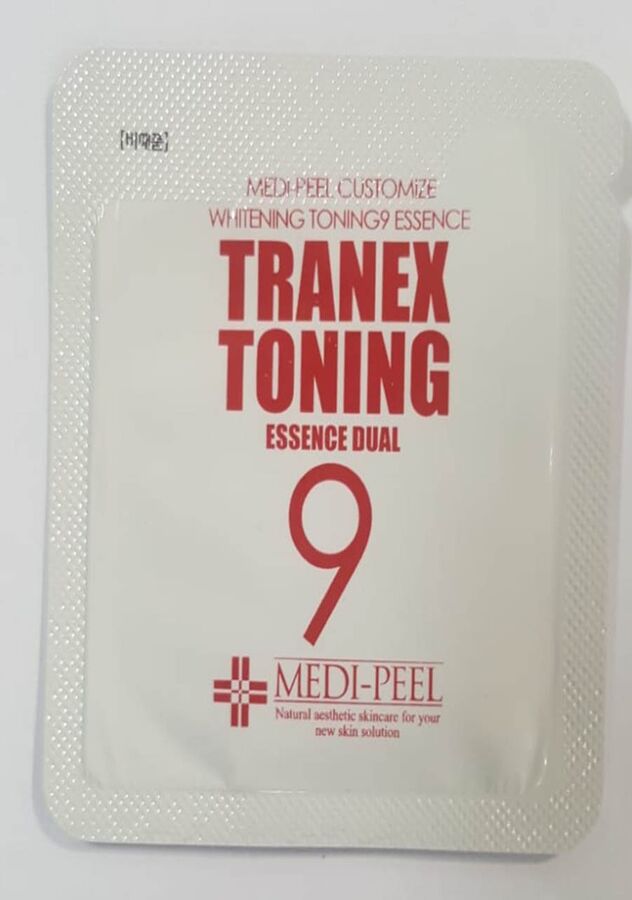 [비매품]
MEDI-PEEL CUSTOMiZE
WHITENING TONING9 ESSENCE
TRANEX
TONING
ESSENCE DUAL
9
MEDI-PEEL
Natural aesthetic skincare for your
new skin solution